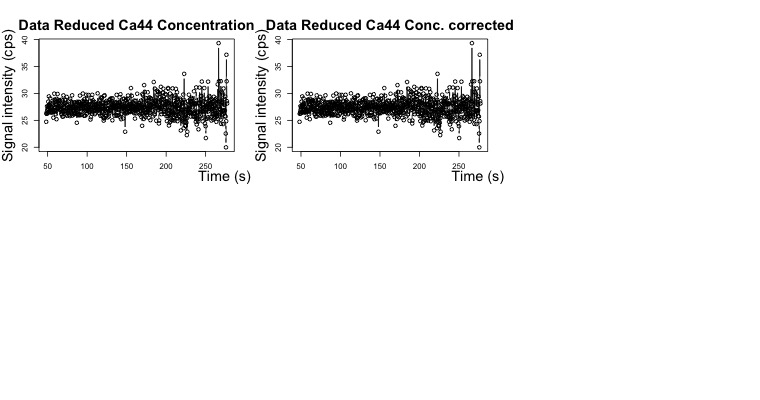 Data Reduced Ca44 Concentration
Signal intensity (cps)
40
35
30
25
20
50 100 150 200 250
Time (s)
Data Reduced Ca44 Conc. corrected
Signal intensity (cps)
40
35
30
25
20
50 100 150 200 250
Time (s)